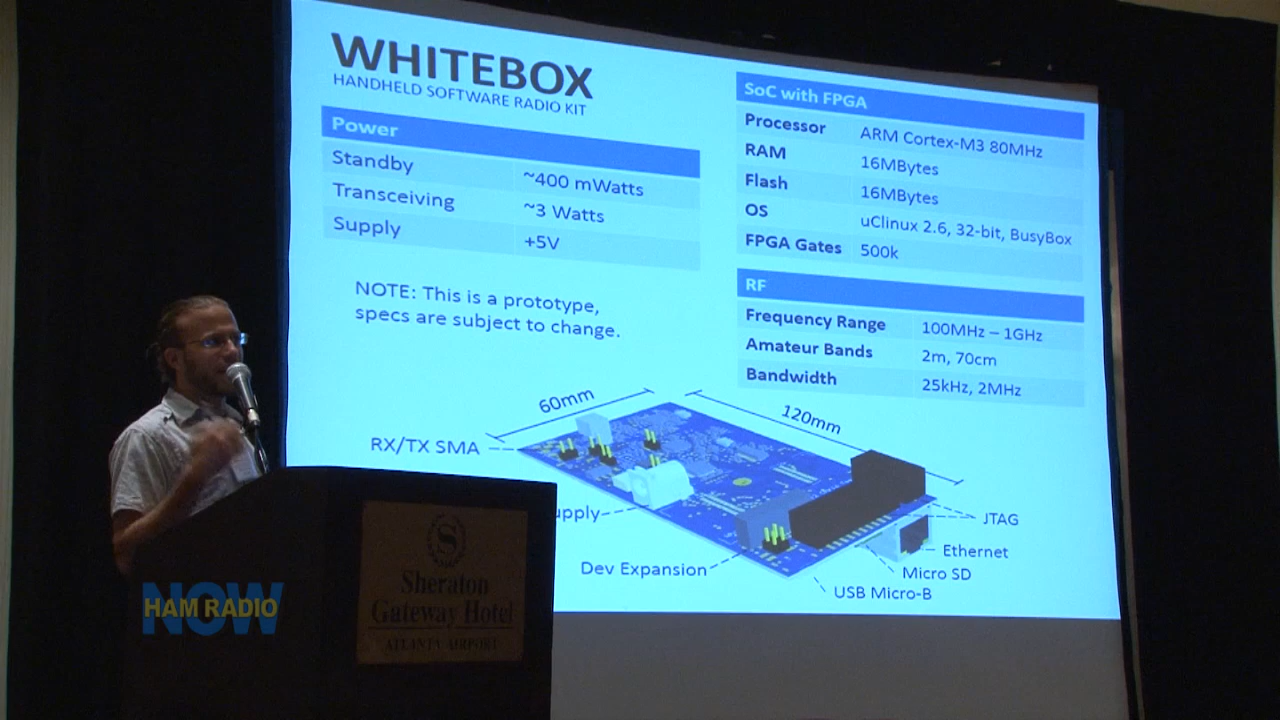 WHITEBOX
HANDHELD SOFTWARE RADIO KIT
Power
Standby ~400 mWatts
Transceiving ~3 Watts
Supply +5V
NOTE: This is a prototype,
specs are subject to change.
SoC with FPGA
Processor ARM Cortex-M3 80MHz
RAM 16MBytes
Flash 16MBytes
OS uClinux 2.6, 32-bit, BusyBox
FPGA Gates 500k
RF
Frequency Range 100MHz – 1GHz
Amateur Bands 2m, 70cm
Bandwidth 25kHz, 2MHz
60mm
120mm
RX/TX SMA
upply
Dev Expansion
JTAG
Ethernet
Micro SD
USB Micro-B
S
Sheraton
Gateway Hotel
ATLANTA AIRPORT
NOW
HAM RADIO